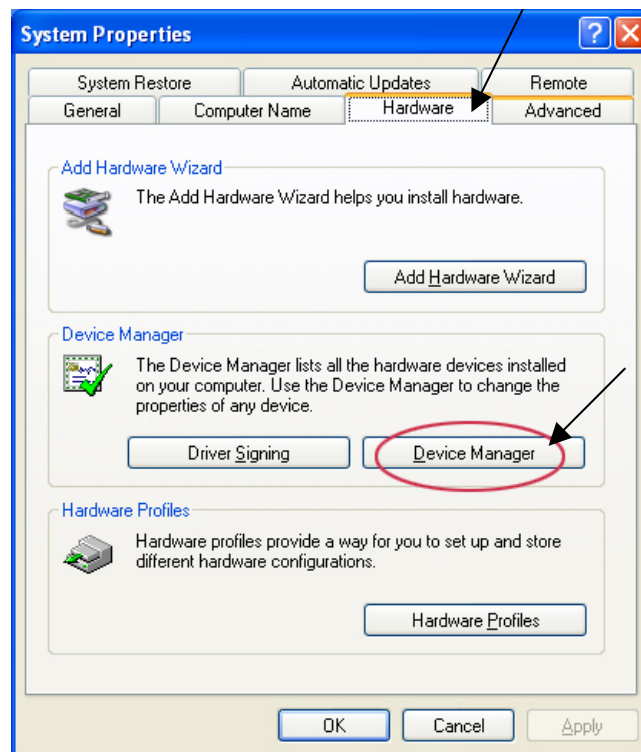 System Properties
System Restore Automatic Updates Remote
General Computer Name Hardware Advanced
Add Hardware Wizard
The Add Hardware Wizard helps you install hardware.
Add Hardware Wizard
Device Manager
The Device Manager lists all the hardware devices installed
on your computer. Use the Device Manager to change the
properties of any device.
Driver Signing Device Manager
Hardware Profiles
Hardware profiles provide a way for you to set up and store
different hardware configurations.
Hardware Profiles
OK Cancel Apply